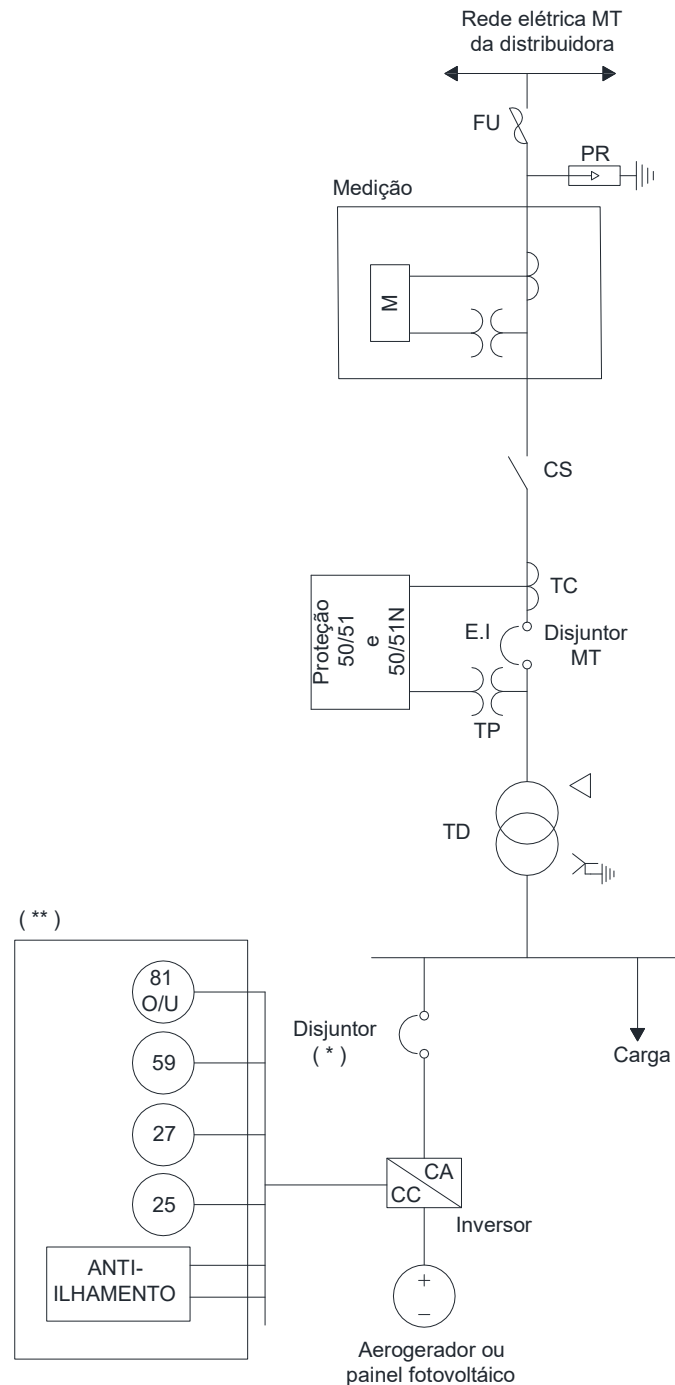 Rede elétrica MT
da distribuidora
FU
PR
Medição
M
CS
TC
Proteção
50/51
e
50/51N
E.I
Disjuntor
MT
TP
TD
( ** )
81
O/U
59
27
25
ANTI-
ILHAMENTO
Disjuntor
( * )
Carga
CA
CC
Inversor
+
–
Aerogerador ou
painel fotovoltáico